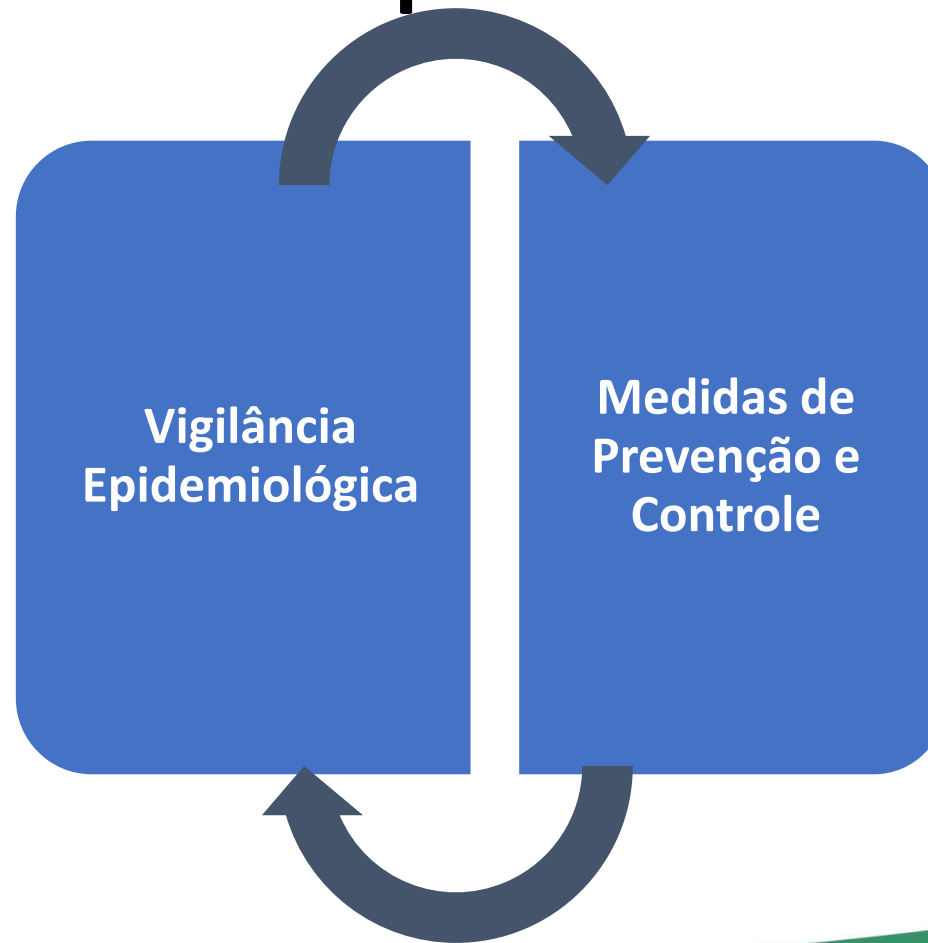 Vigilância
Epidemiológica
Medidas de
Prevenção e
Controle